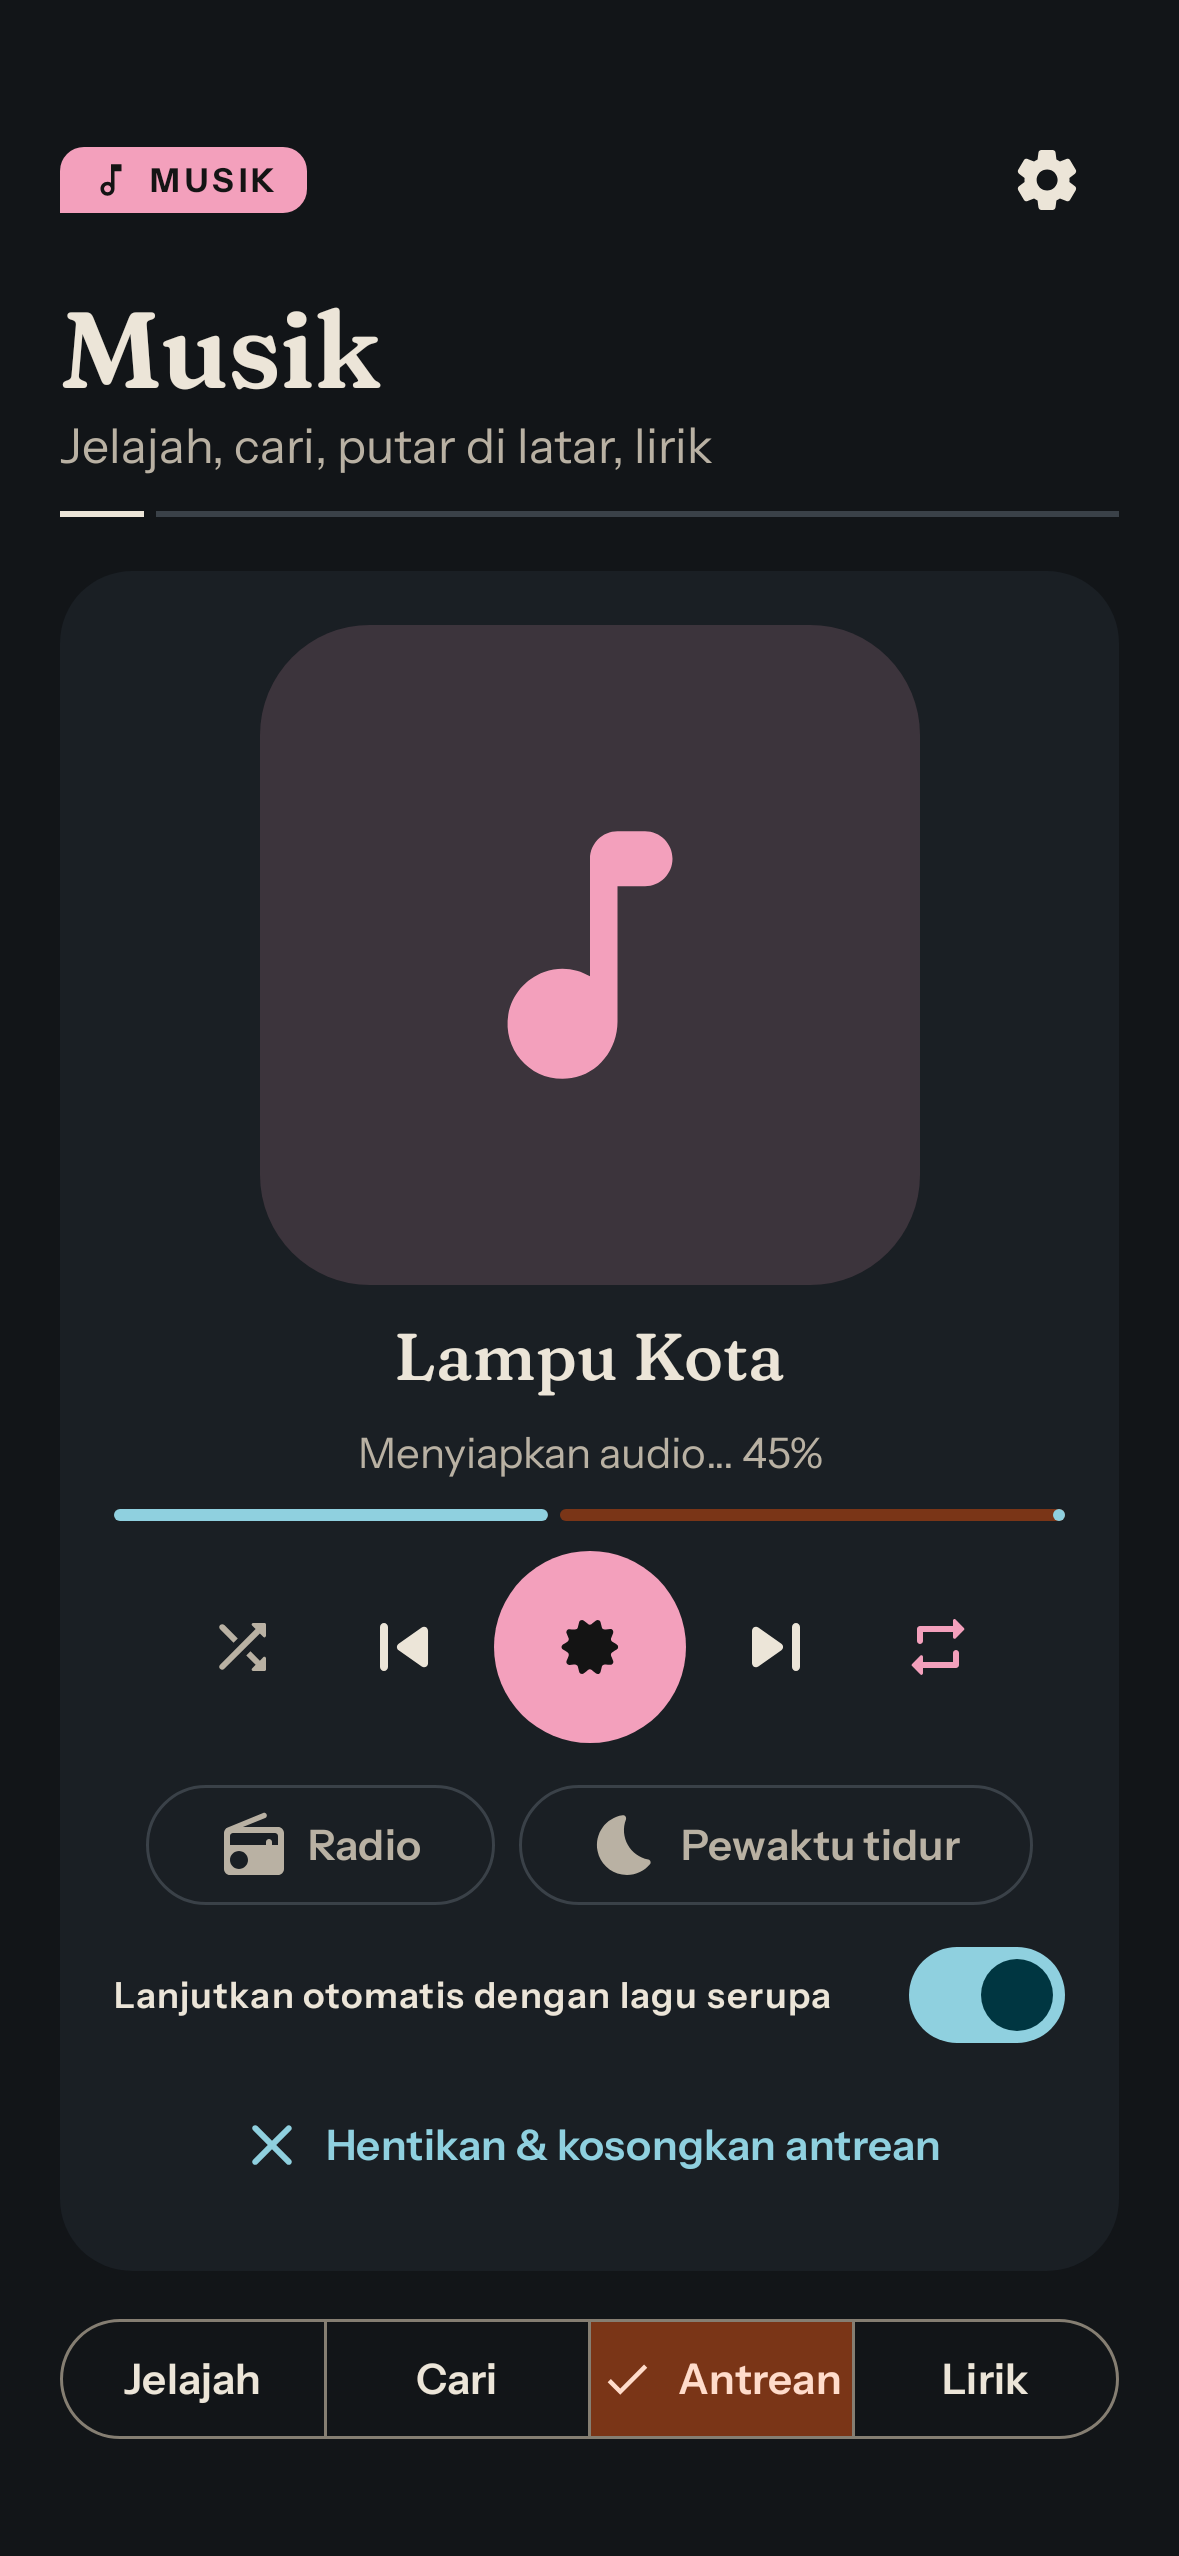 MUSIK
Musik
Jelajah, cari, putar di latar, lirik
Lampu Kota
Menyiapkan audio... 45%
Radio
Pewaktu tidur
Lanjutkan otomatis dengan lagu serupa
Hentikan & kosongkan antrean
Jelajah
Cari
Antrean
Lirik